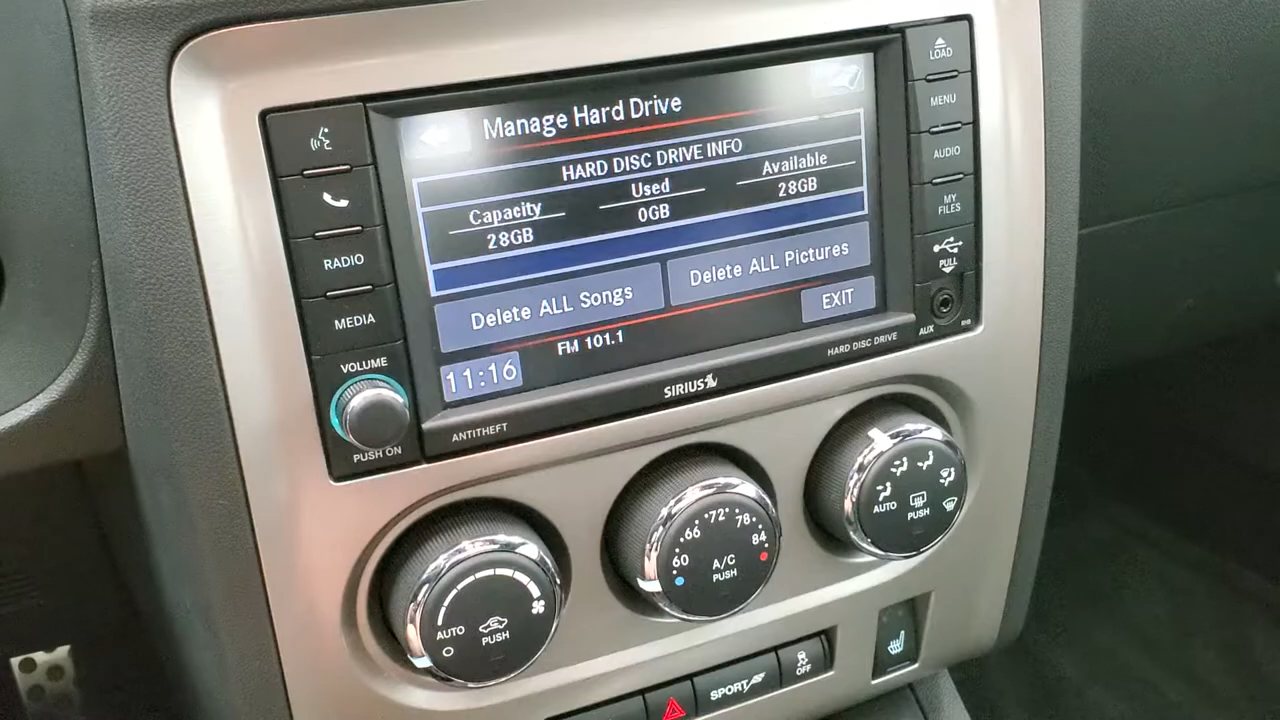 Manage Hard Drive
HARD DISC DRIVE INFO
Capacity Used Available
28GB 0GB 28GB
Delete ALL Songs Delete ALL Pictures
EXIT
FM 101.1
11:16
RADIO
MEDIA
VOLUME
PUSH ON
LOAD
MENU
AUDIO
MY
FILES
PULL
AUX
RHB
ANTITHEFT
SIRIUS
HARD DISC DRIVE
AUTO
PUSH
60 66 72° 78 84
A/C
PUSH
AUTO
PUSH
SPORT
OFF